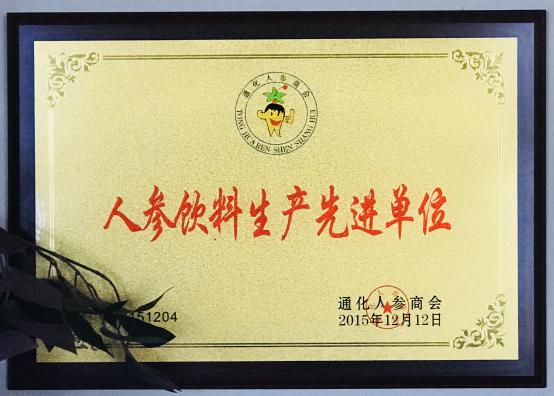 通化人参商会
TONG HUA REN SHEN SHANG HUI
人参饮料生产先进单位
51204
通化人参商会
2015年12月12日